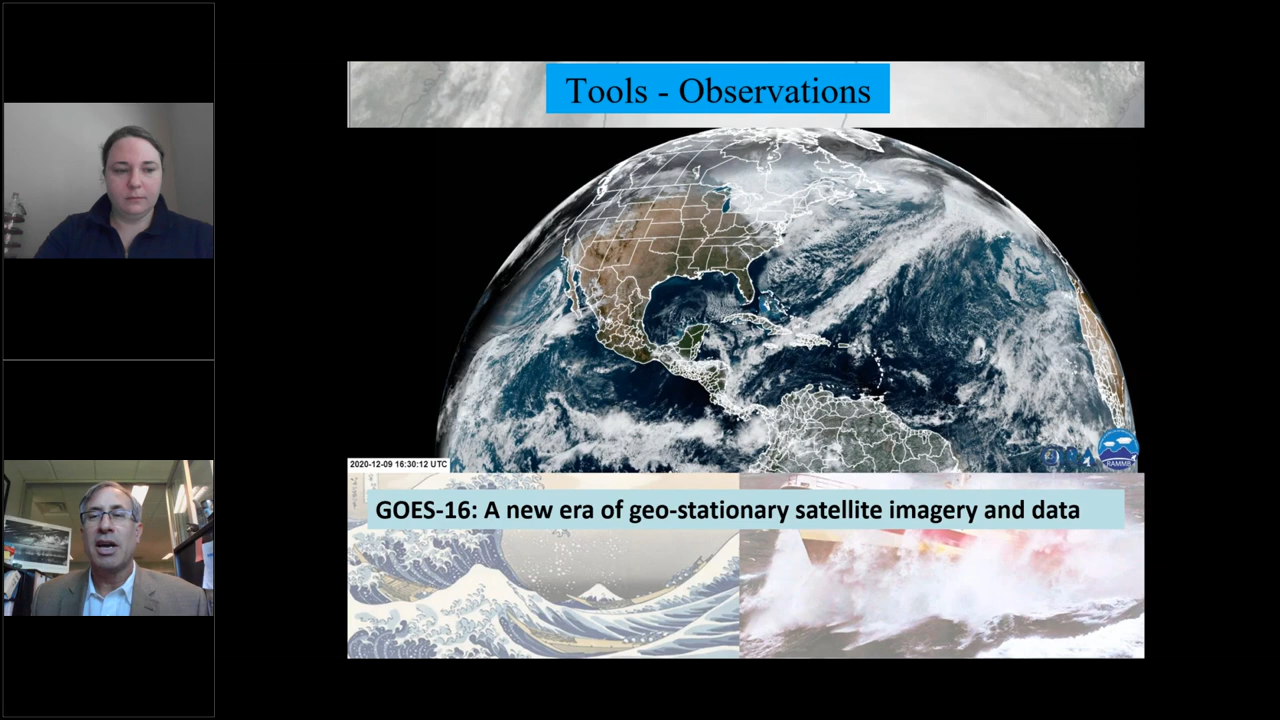 Tools - Observations
2020-12-09 16:30:12 UTC
RAMMB
GOES-16: A new era of geo-stationary satellite imagery and data